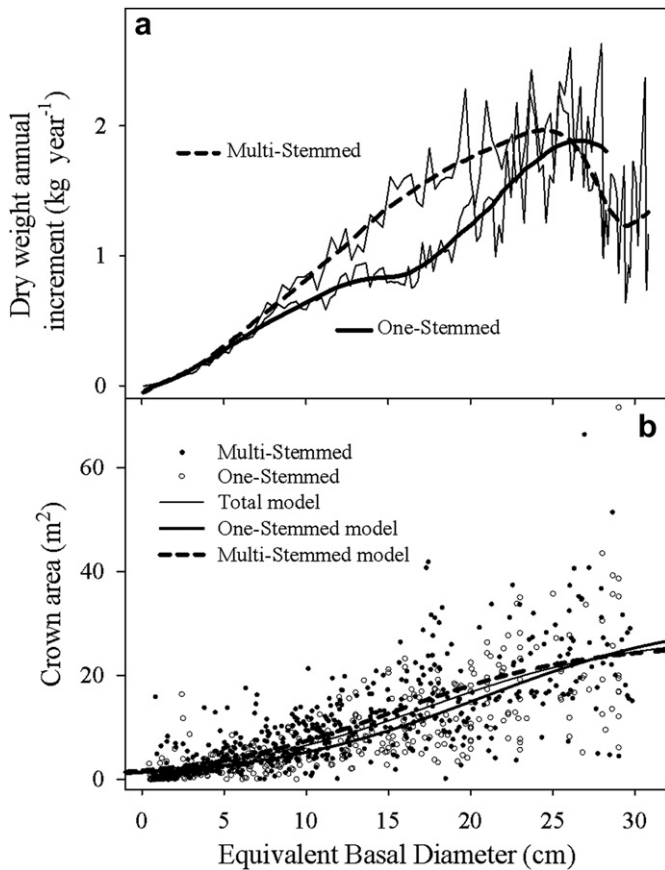 a
Dry weight annual
increment (kg year-1)
2
1
0
Multi-Stemmed
One-Stemmed
b
Crown area (m2)
60
40
20
0
Multi-Stemmed
One-Stemmed
Total model
One-Stemmed model
Multi-Stemmed model
0 5 10 15 20 25 30
Equivalent Basal Diameter (cm)